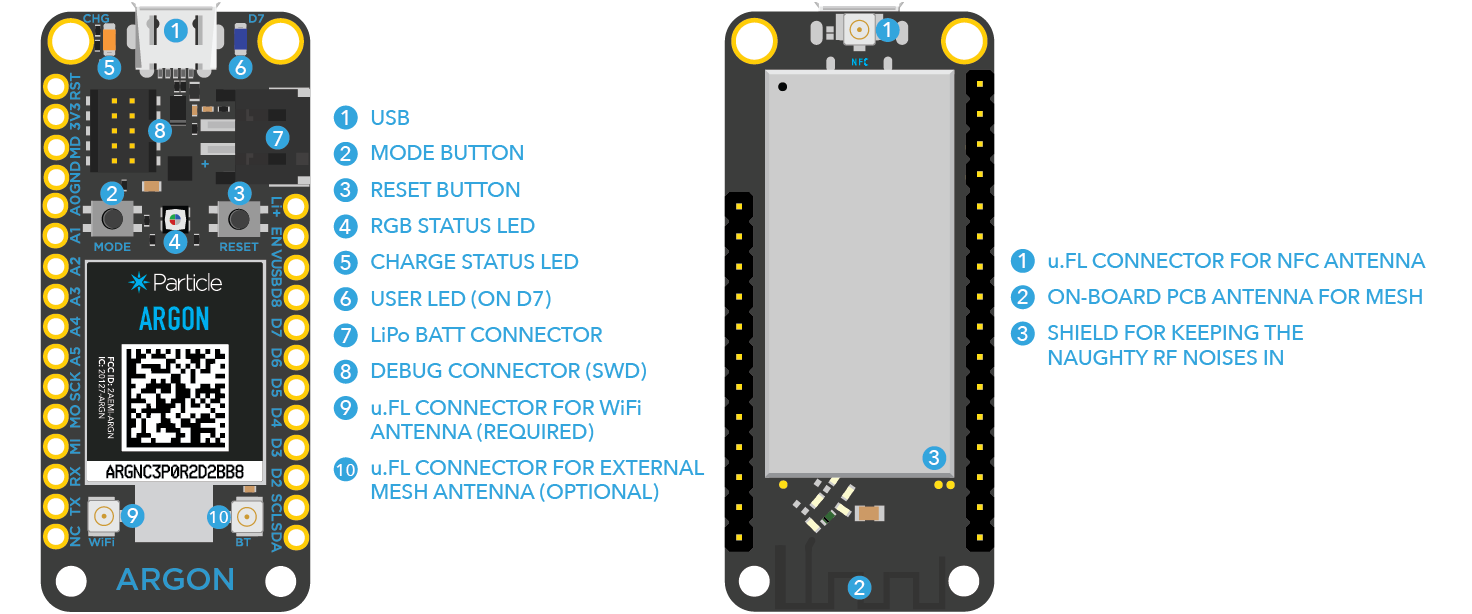 CHG
D7
1
5
6
RST
3V3
MD
GND
A0
A1
A2
A3
A4
A5
SCK
MO
MI
RX
TX
NC
8
7
+
2
3
4
MODE
RESET
Li+
EN
VUSB
D8
D7
D6
D5
D4
D3
D2
SCL
SDA
Particle
ARGON
FCC ID: 2AEMI-ARGN
IC: 20127-ARGN
ARGNC3P0R2D2BB8
9
10
WiFi
BT
ARGON
1 USB
2 MODE BUTTON
3 RESET BUTTON
4 RGB STATUS LED
5 CHARGE STATUS LED
6 USER LED (ON D7)
7 LiPo BATT CONNECTOR
8 DEBUG CONNECTOR (SWD)
9 u.FL CONNECTOR FOR WiFi
ANTENNA (REQUIRED)
10 u.FL CONNECTOR FOR EXTERNAL
MESH ANTENNA (OPTIONAL)
1
NFC
3
2
1 u.FL CONNECTOR FOR NFC ANTENNA
2 ON-BOARD PCB ANTENNA FOR MESH
3 SHIELD FOR KEEPING THE
NAUGHTY RF NOISES IN